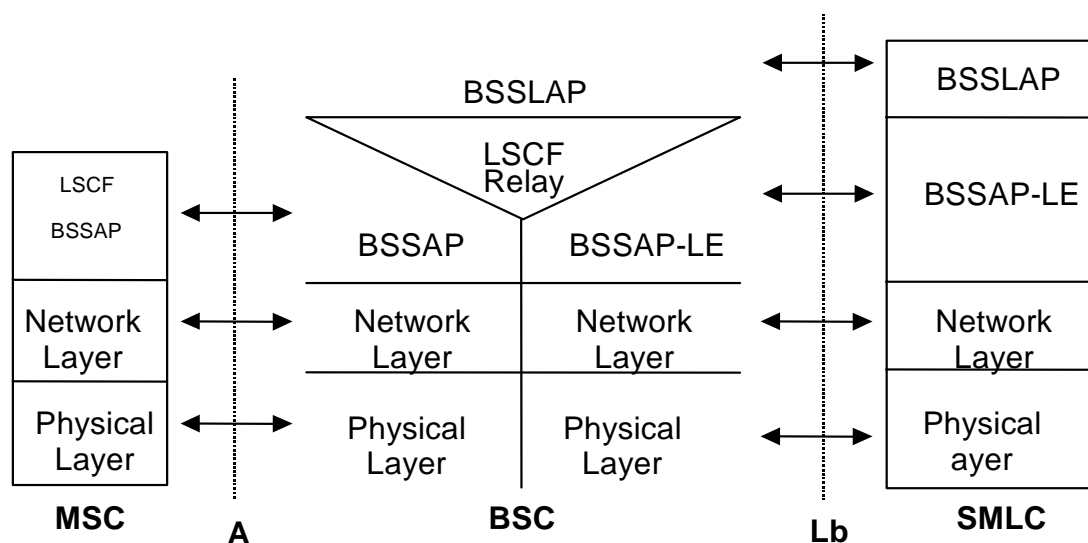 BSSLAP
BSSLAP
LSCF
Relay
LSCF
BSSAP
BSSAP-LE
BSSAP
BSSAP-LE
Network
Layer
Network
Layer
Network
Layer
Network
Layer
Physical
Layer
Physical
Layer
Physical
Layer
Physical
ayer
MSC
A
BSC
Lb
SMLC